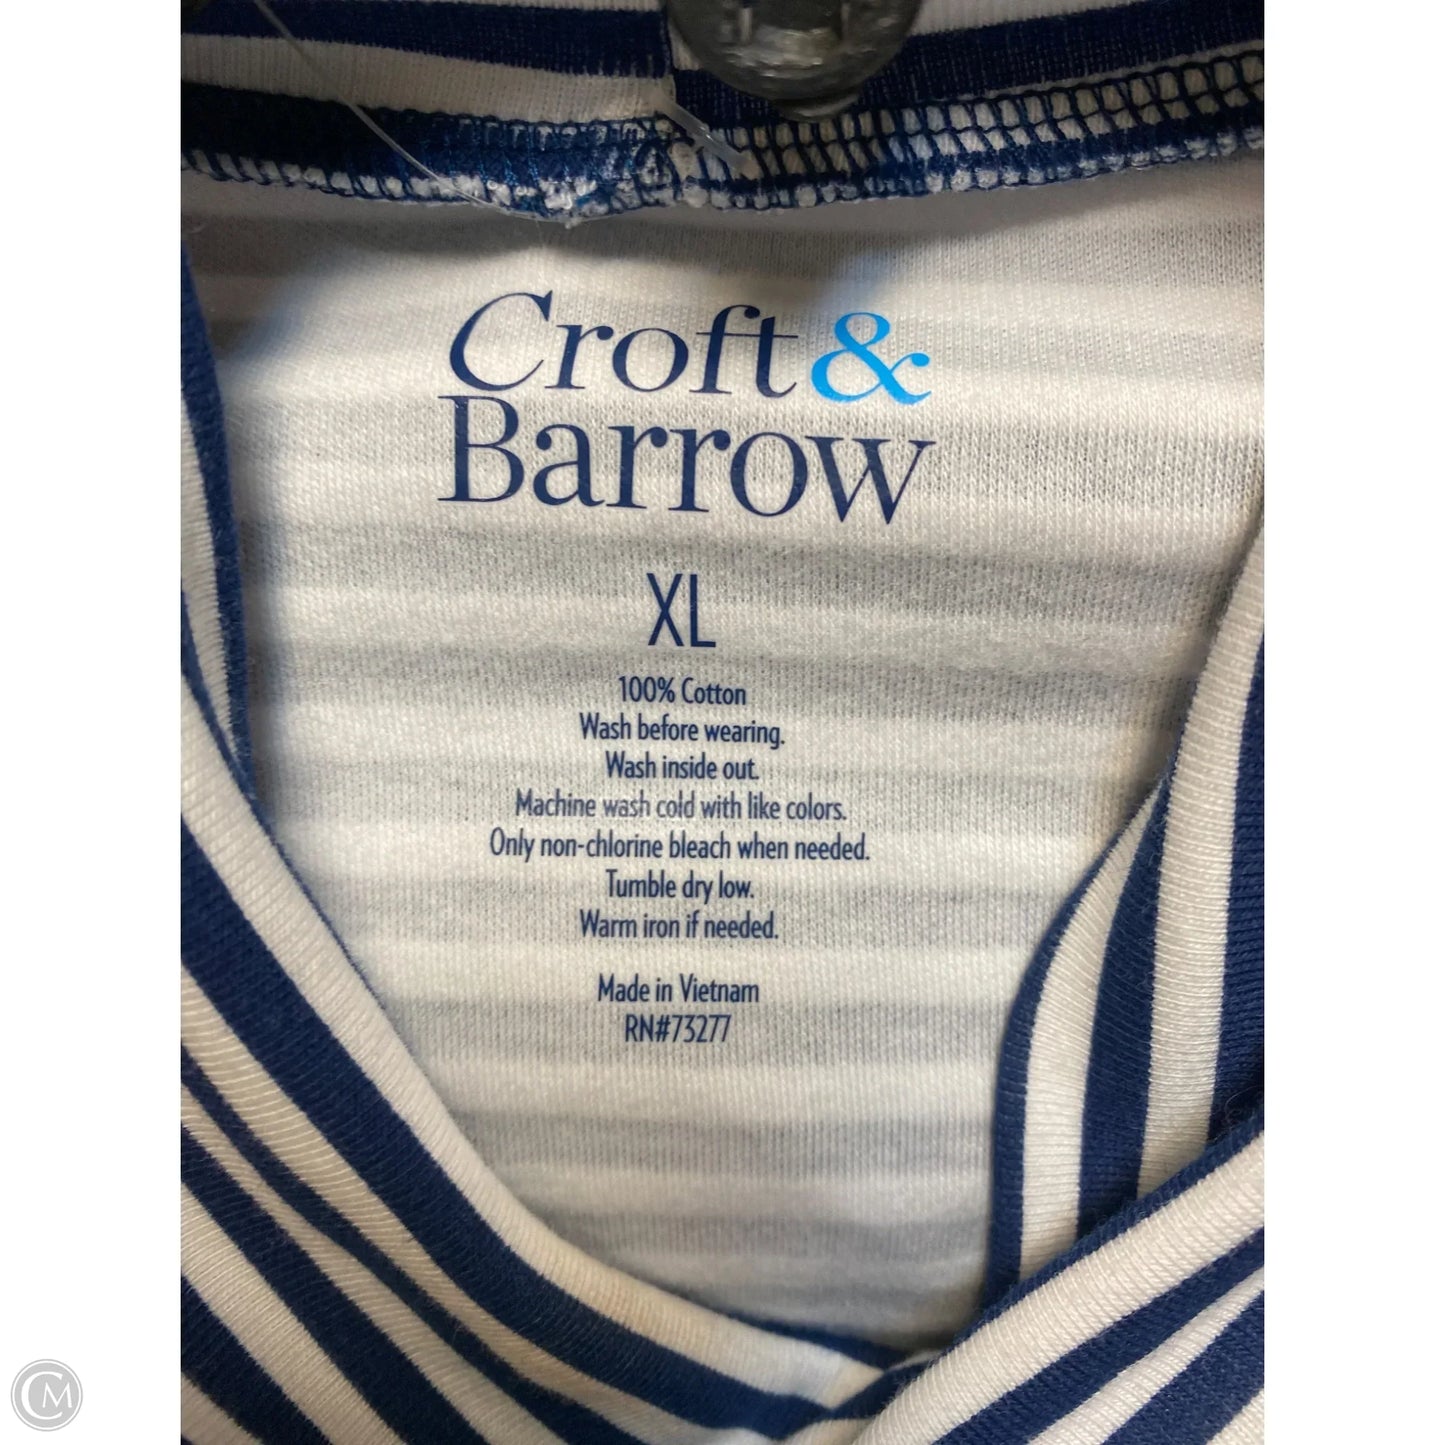 Croft &
Barrow
XL
100% Cotton
Wash before wearing.
Wash inside out.
Machine wash cold with like colors.
Only non-chlorine bleach when needed.
Tumble dry low.
Warm iron if needed.
Made in Vietnam
RN#73277
CM